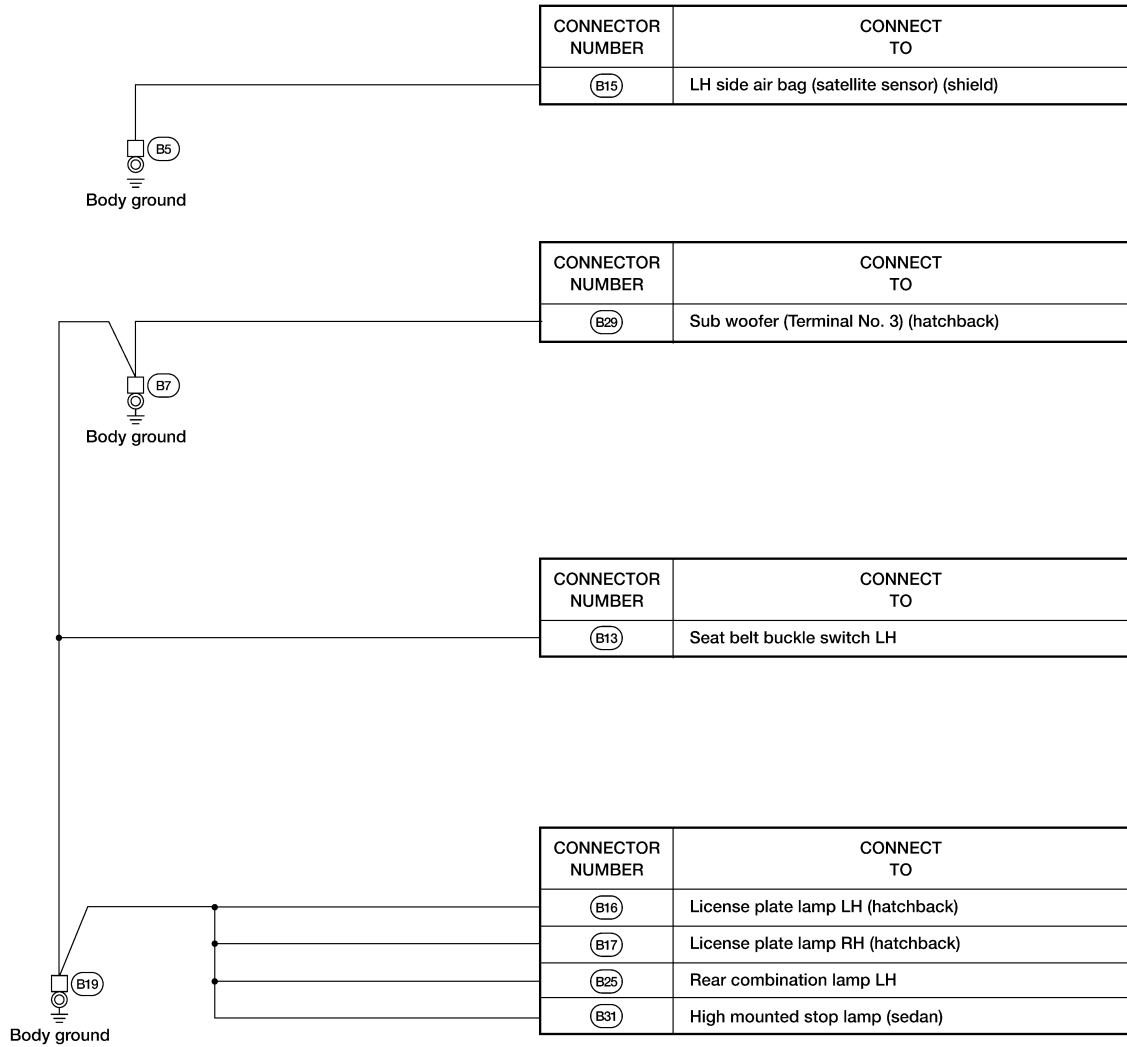 CONNECTOR NUMBER CONNECT TO
B15 LH side air bag (satellite sensor) (shield)
B5
Body ground
CONNECTOR NUMBER CONNECT TO
B29 Sub woofer (Terminal No. 3) (hatchback)
B7
Body ground
CONNECTOR NUMBER CONNECT TO
B13 Seat belt buckle switch LH
CONNECTOR NUMBER CONNECT TO
B16 License plate lamp LH (hatchback)
B17 License plate lamp RH (hatchback)
B25 Rear combination lamp LH
B31 High mounted stop lamp (sedan)
B19
Body ground